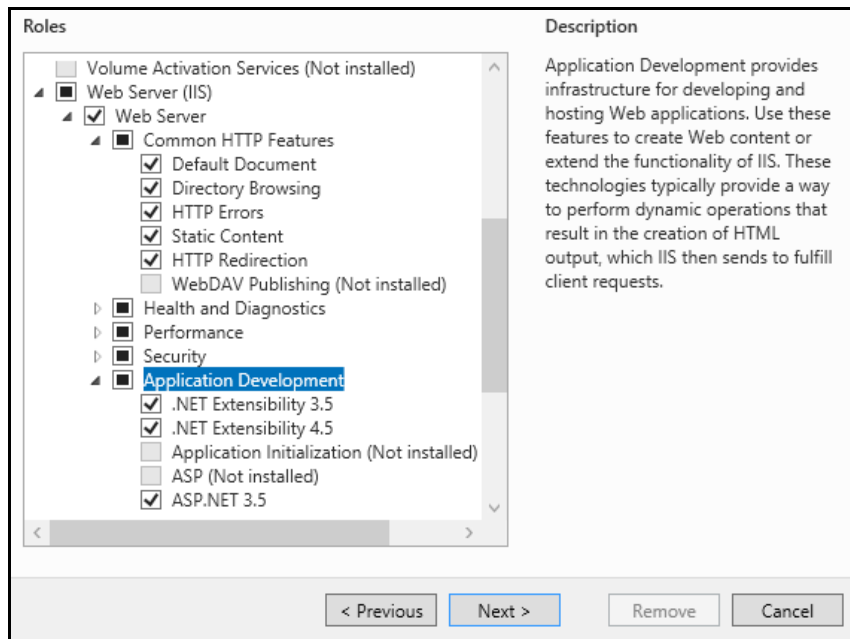 Roles
Volume Activation Services (Not installed)
Web Server (IIS)
Web Server
Common HTTP Features
Default Document
Directory Browsing
HTTP Errors
Static Content
HTTP Redirection
WebDAV Publishing (Not installed)
Health and Diagnostics
Performance
Security
Application Development
.NET Extensibility 3.5
.NET Extensibility 4.5
Application Initialization (Not installed)
ASP (Not installed)
ASP.NET 3.5
Description
Application Development provides
infrastructure for developing and
hosting Web applications. Use these
features to create Web content or
extend the functionality of IIS. These
technologies typically provide a way
to perform dynamic operations that
result in the creation of HTML
output, which IIS then sends to fulfill
client requests.
< Previous
Next >
Remove
Cancel